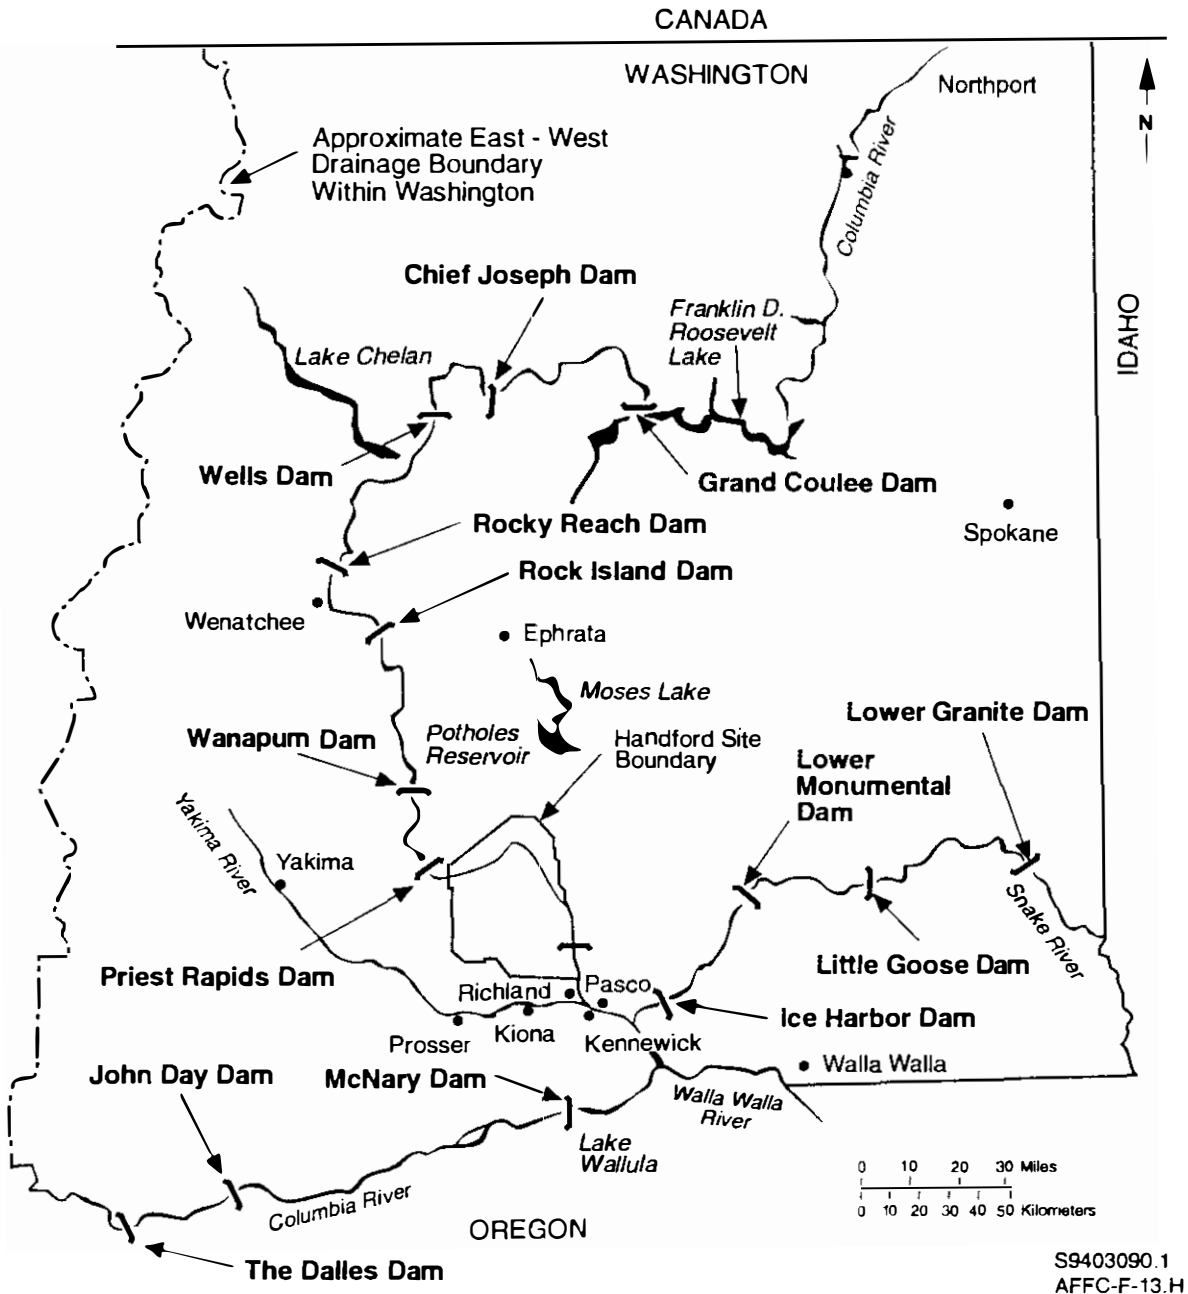 CANADA
WASHINGTON
Northport
N
Approximate East - West
Drainage Boundary
Within Washington
Columbia River
Chief Joseph Dam
Franklin D.
Roosevelt
Lake
IDAHO
Lake Chelan
Wells Dam
Grand Coulee Dam
Rocky Reach Dam
Spokane
Rock Island Dam
Wenatchee
Ephrata
Moses Lake
Lower Granite Dam
Wanapum Dam
Potholes
Reservoir
Handford Site
Boundary
Lower
Monumental
Dam
Yakima River
Yakima
Snake River
Priest Rapids Dam
Little Goose Dam
Richland
Pasco
Ice Harbor Dam
Prosser
Kiona
Kennewick
Walla Walla
John Day Dam
McNary Dam
Walla Walla
River
Lake
Wallula
Columbia River
0 10 20 30 Miles
0 10 20 30 40 50 Kilometers
OREGON
The Dalles Dam
S9403090.1
AFFC-F-13.H